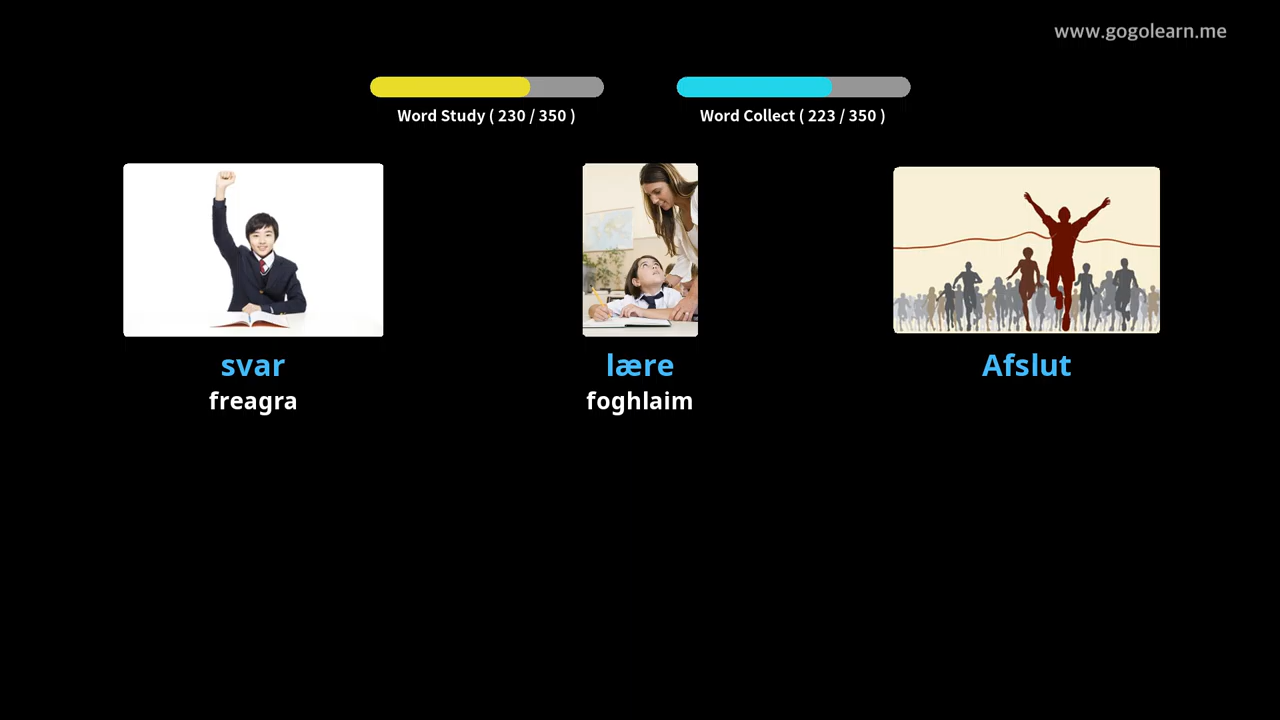 www.gogolearn.me
Word Study ( 230 / 350 )
Word Collect ( 223 / 350 )
svar
freagra
lære
foghlaim
Afslut